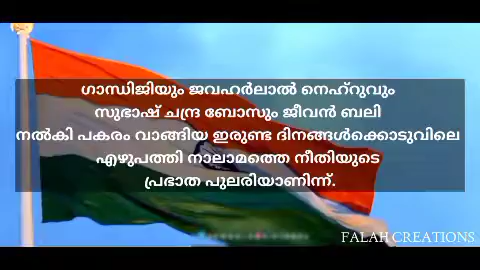 ഗാന്ധിജിയും ജവഹർലാൽ നെഹ്റുവും
സുഭാഷ് ചന്ദ്ര ബോസും ജീവൻ ബലി
നൽകി പകരം വാങ്ങിയ ഇരുണ്ട ദിനങ്ങൾക്കൊടുവിലെ
എഴുപത്തി നാലാമത്തെ നീതിയുടെ
പ്രഭാത പുലരിയാണിന്ന്.
FALAH CREATIONS